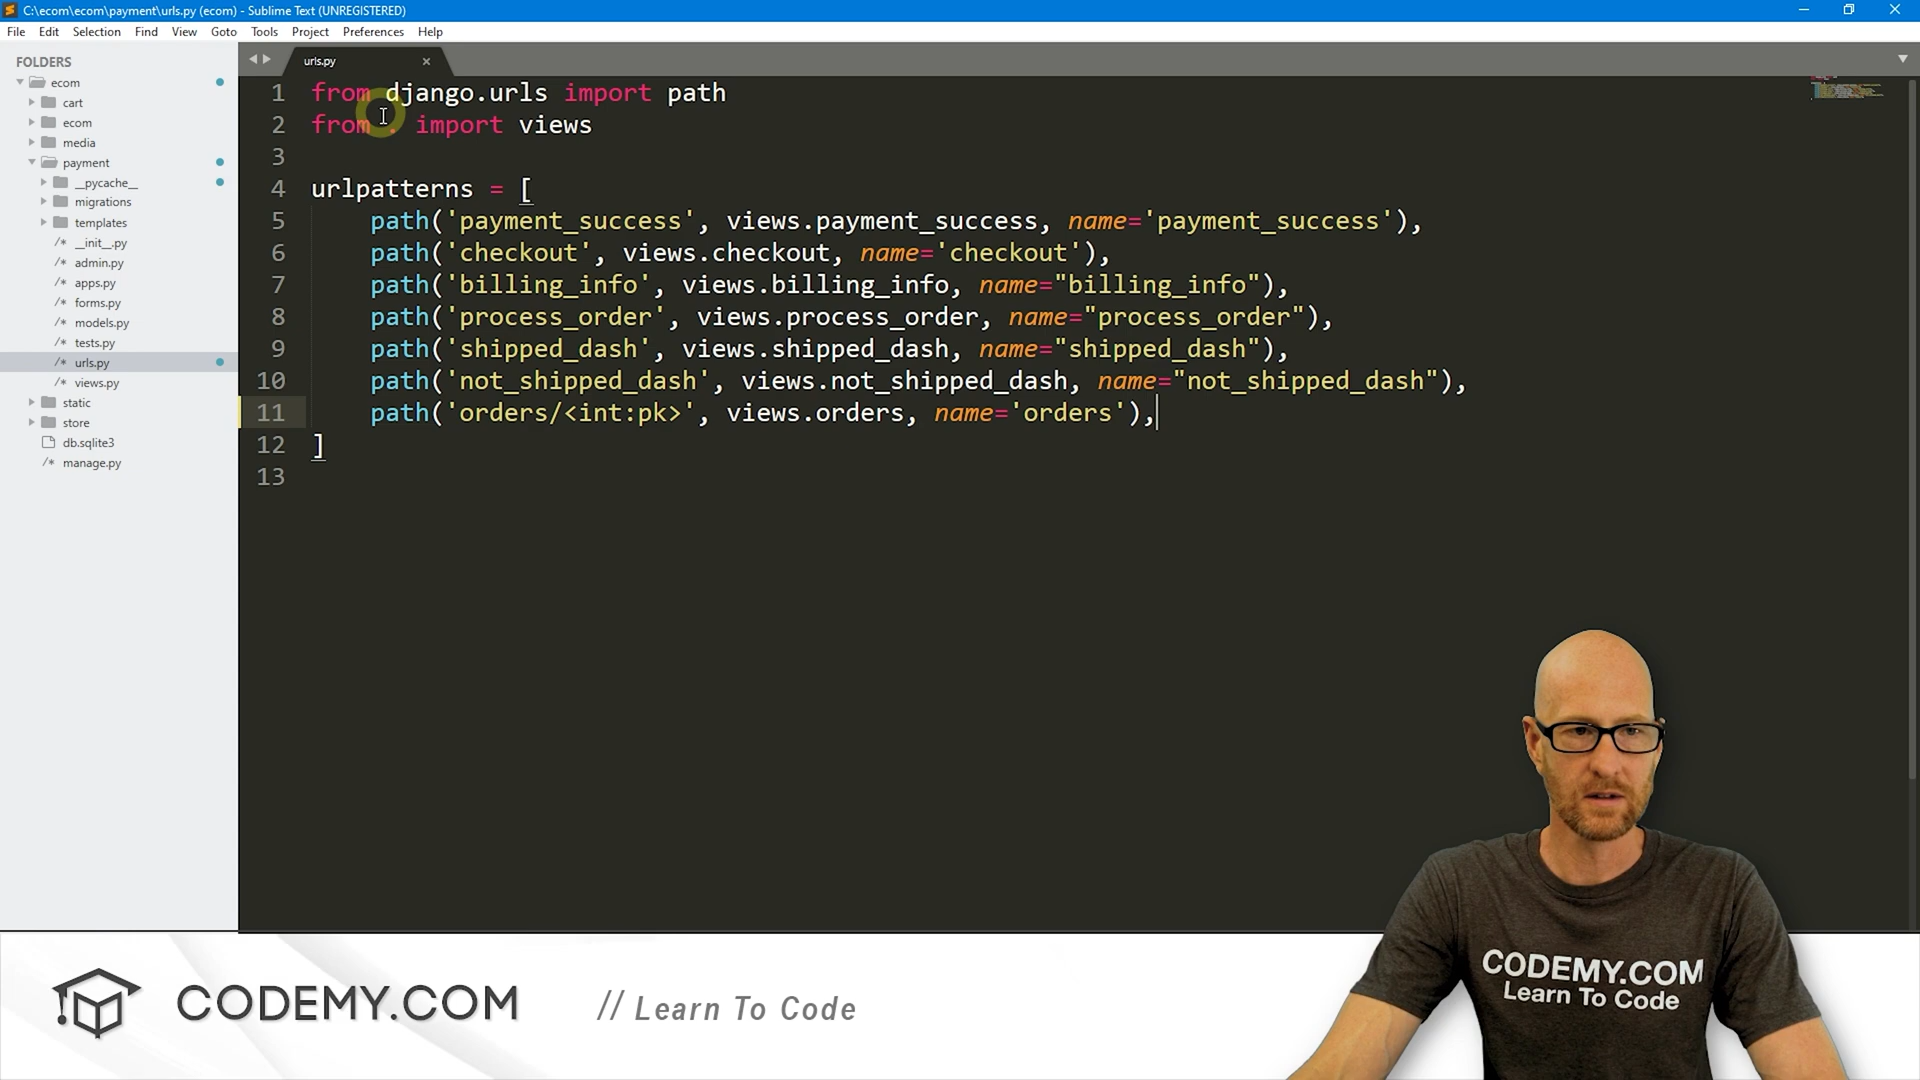 C:\ecom\ecom\payment\urls.py (ecom) - Sublime Text (UNREGISTERED)
File Edit Selection Find View Goto Tools Project Preferences Help
FOLDERS
ecom
cart
ecom
media
payment
__pycache__
migrations
templates
/* __init__.py
/* admin.py
/* apps.py
/* forms.py
/* models.py
/* tests.py
/* urls.py
/* views.py
static
store
db.sqlite3
/* manage.py
urls.py
1 from django.urls import path
2 from . import views
3
4 urlpatterns = [
5 path('payment_success', views.payment_success, name='payment_success'),
6 path('checkout', views.checkout, name='checkout'),
7 path('billing_info', views.billing_info, name="billing_info"),
8 path('process_order', views.process_order, name="process_order"),
9 path('shipped_dash', views.shipped_dash, name="shipped_dash"),
10 path('not_shipped_dash', views.not_shipped_dash, name="not_shipped_dash"),
11 path('orders/<int:pk>', views.orders, name='orders'),
12 ]
13
CODEMY.COM // Learn To Code
CODEMY.COM
Learn To Code